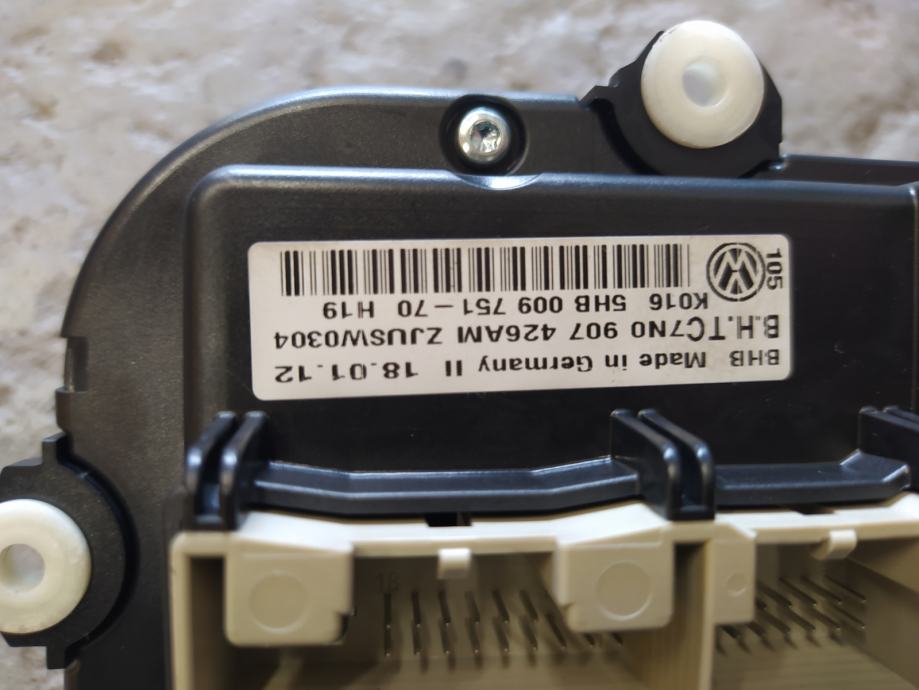 BHB Made in Germany II 18.01.12
B.H.TC7N0 907 426AM ZJUSW0304
K016 5HB 009 751-70 H19
105
18